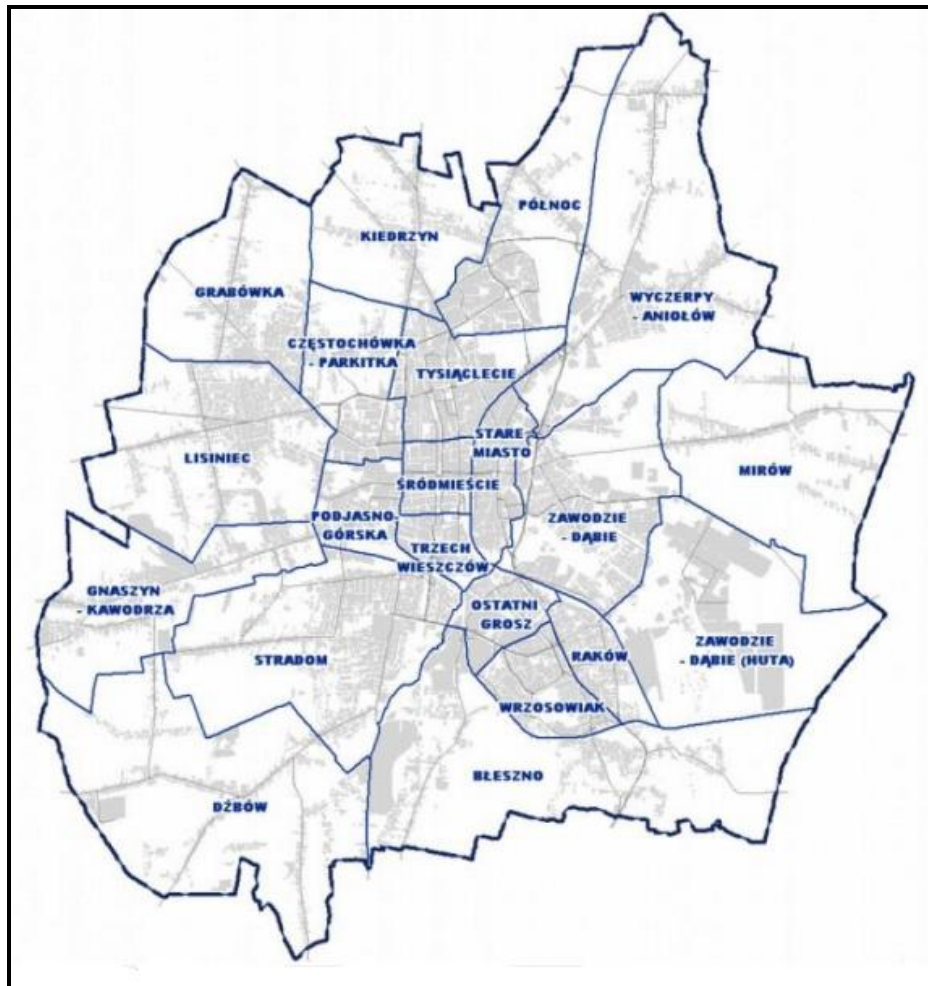 PÓŁNOC
KIEDRZYN
GRABÓWKA
WYCZERPY
- ANIOŁÓW
CZĘSTOCHÓWKA
- PARKITKA
TYSIĄCLECIE
STARE
MIASTO
LISINIEC
MIRÓW
ŚRÓDMIEŚCIE
PODJASNO-
GÓRSKA
ZAWODZIE
- DĄBIE
TRZECH
WIESZCZÓW
GNASZYN
- KAWODRZA
OSTATNI
GROSZ
STRADOM
RAKÓW
ZAWODZIE
- DĄBIE (HUTA)
WRZOSOWIAK
BŁESZNO
DŹBÓW